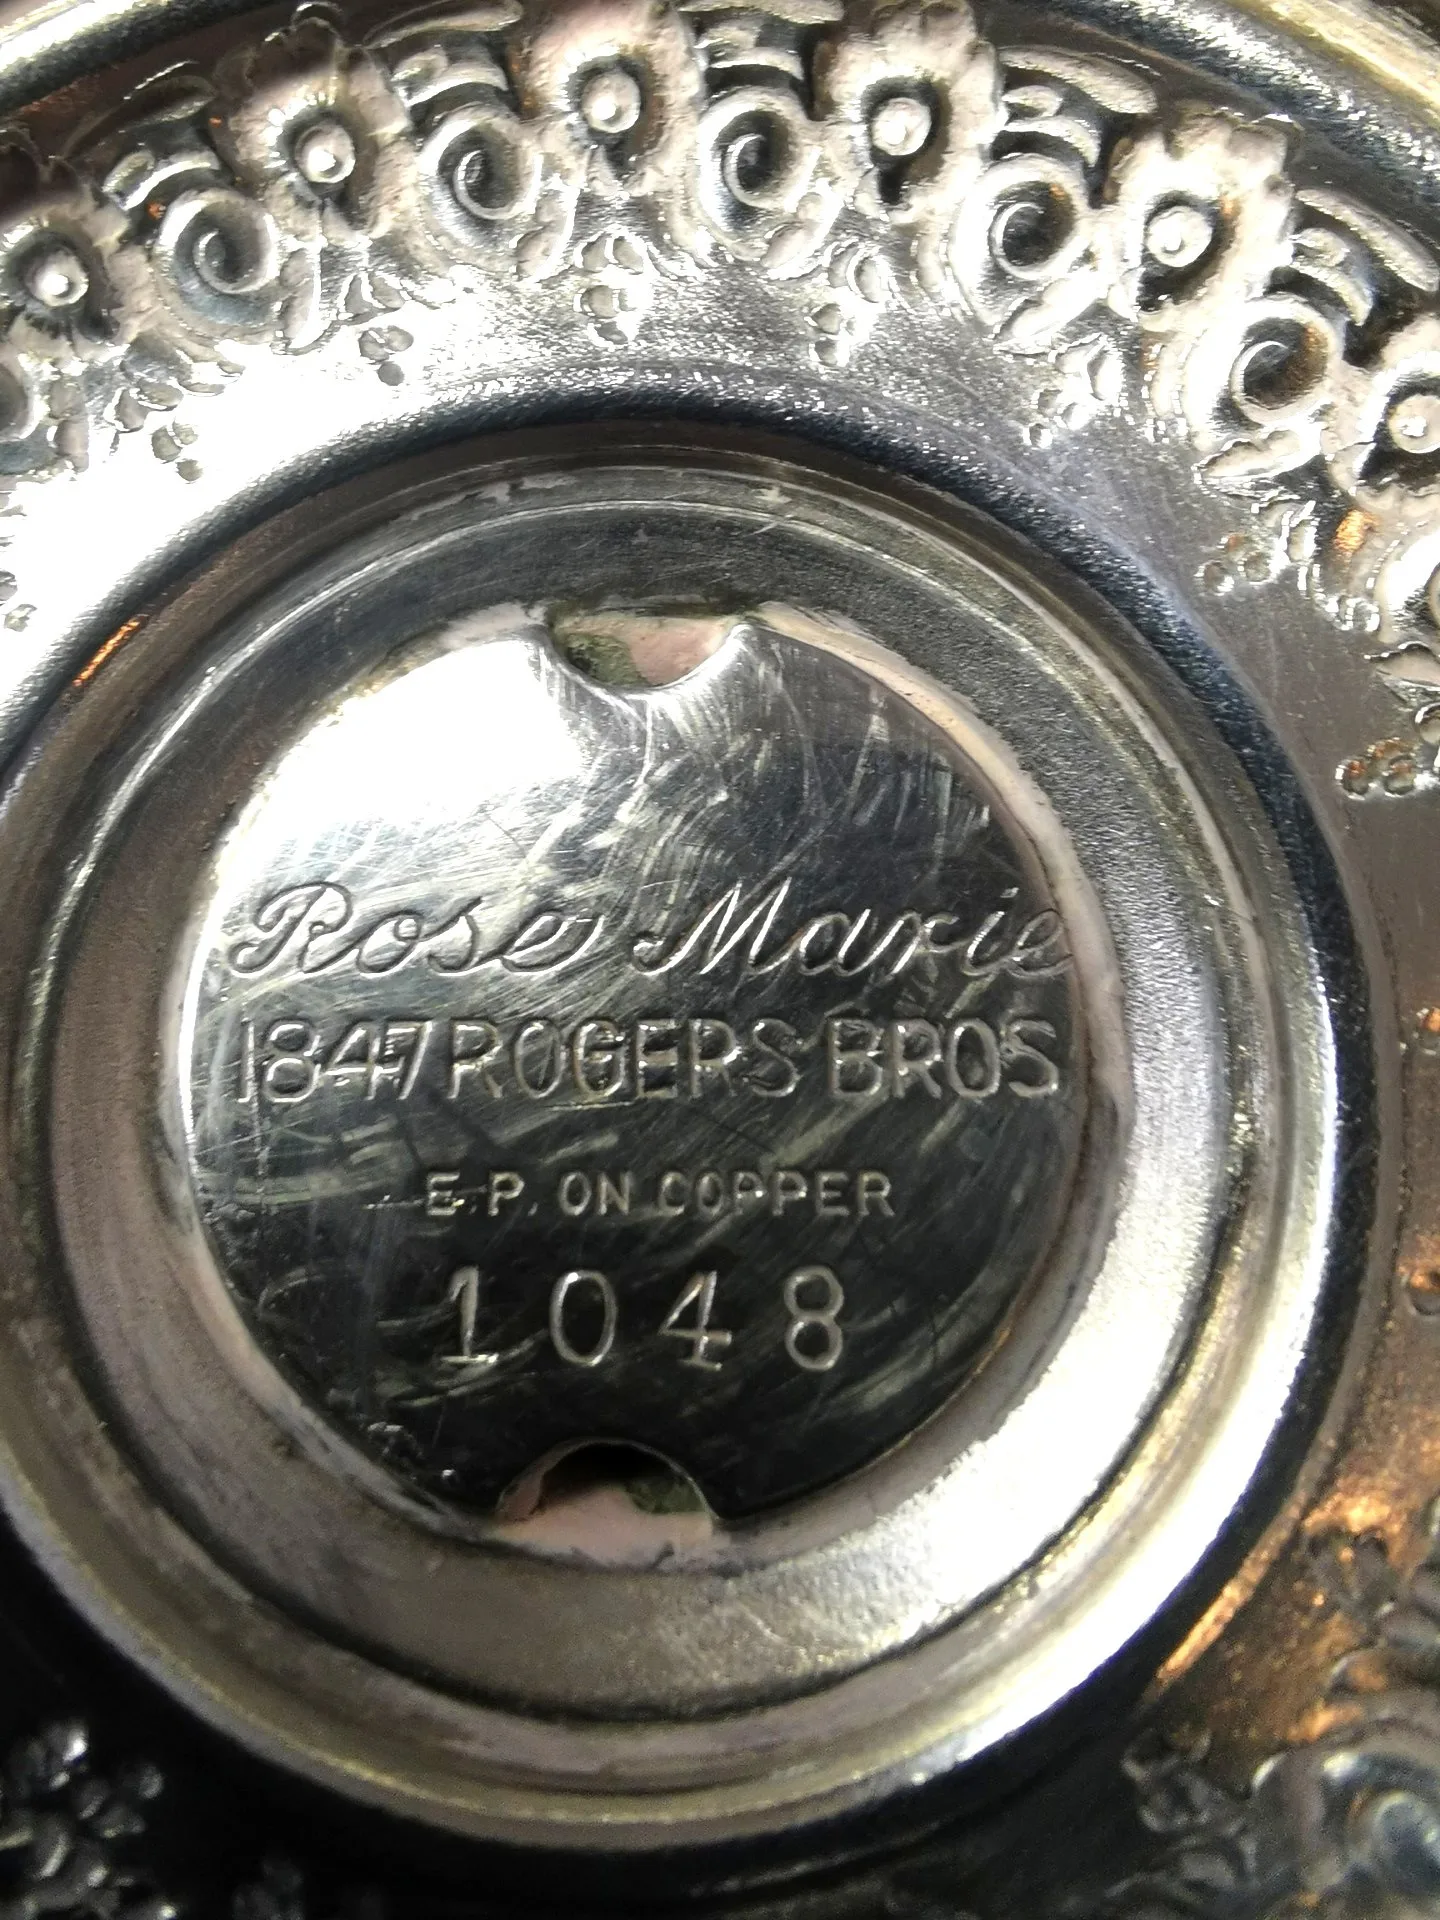 Rose Marie
1847 ROGERS BROS
E.P. ON COPPER
1048